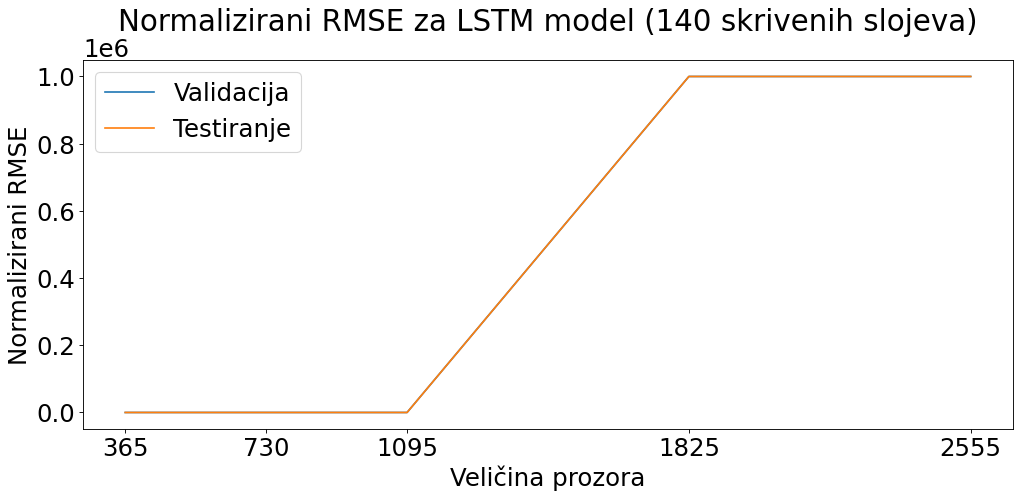 Normalizirani RMSE za LSTM model (140 skrivenih slojeva)
1e6
Validacija
Testiranje
Normalizirani RMSE
1.0
0.8
0.6
0.4
0.2
0.0
365 730 1095 1825 2555
Veličina prozora